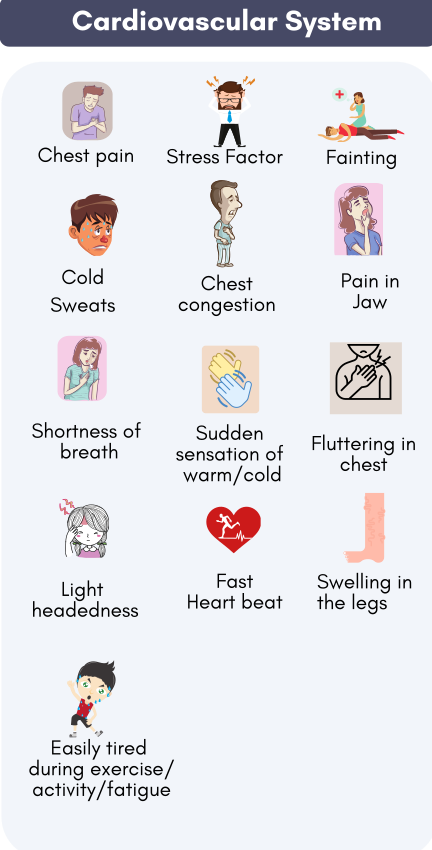 Cardiovascular System
Chest pain
Stress Factor
Fainting
Cold
Sweats
Chest
congestion
Pain in
Jaw
Shortness of
breath
Sudden
sensation of
warm/cold
Fluttering in
chest
Light
headedness
Fast
Heart beat
Swelling in
the legs
Easily tired
during exercise/
activity/fatigue